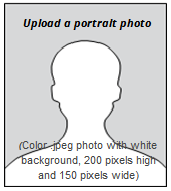 Upload a portrait photo
(Color .jpeg photo with white
background, 200 pixels high
and 150 pixels wide)